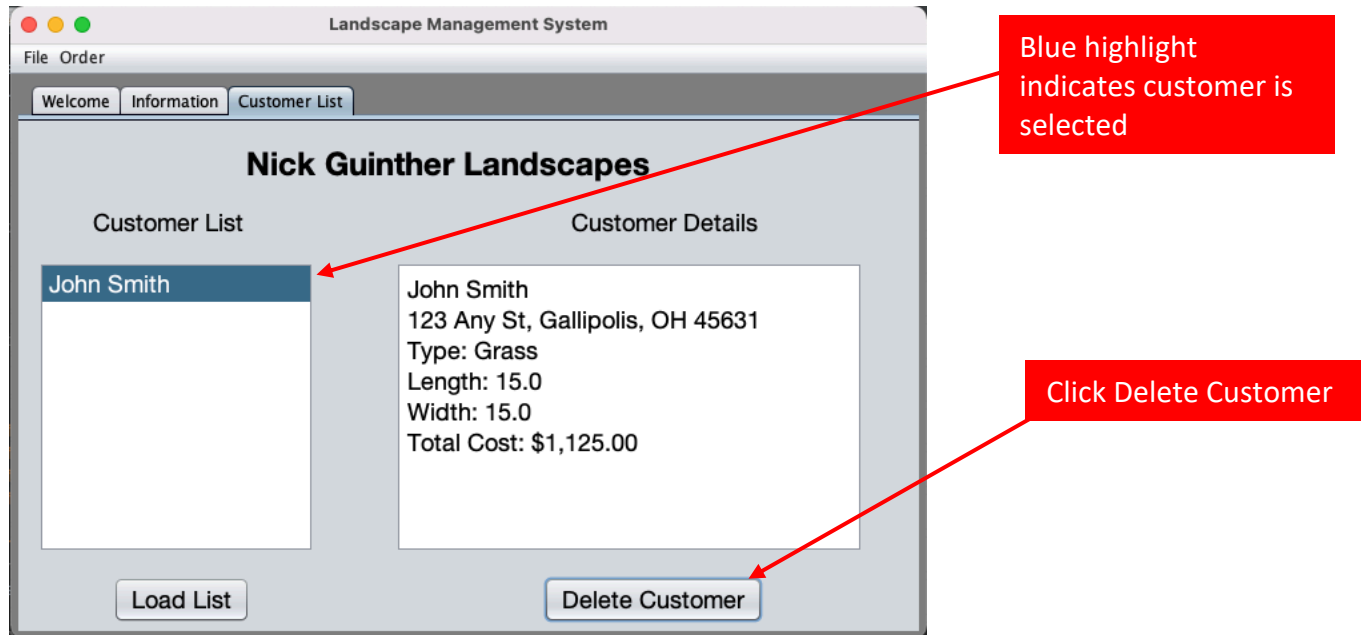 Landscape Management System
File Order
Welcome Information Customer List
Nick Guinther Landscapes
Customer List
John Smith
Load List
Customer Details
John Smith
123 Any St, Gallipolis, OH 45631
Type: Grass
Length: 15.0
Width: 15.0
Total Cost: $1,125.00
Delete Customer
Blue highlight
indicates customer is
selected
Click Delete Customer